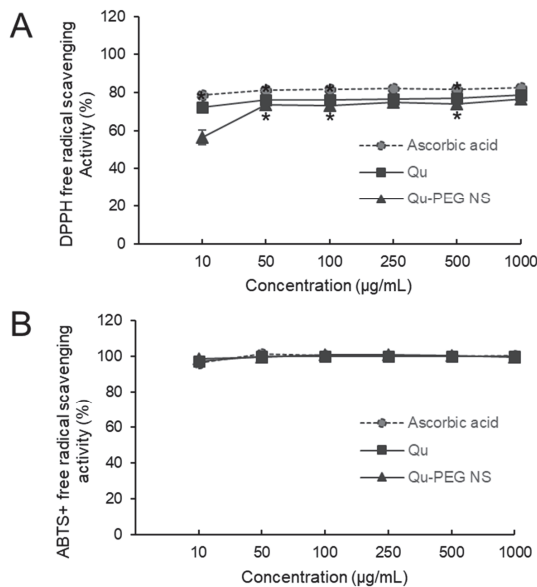 A
DPPH free radical scavenging
Activity (%)
120
100
80
60
40
20
0
* * * *
* * *
Ascorbic acid
Qu
Qu-PEG NS
10 50 100 250 500 1000
Concentration (µg/mL)
B
ABTS+ free radical scavenging
activity (%)
120
100
80
60
40
20
0
Ascorbic acid
Qu
Qu-PEG NS
10 50 100 250 500 1000
Concentration (µg/mL)